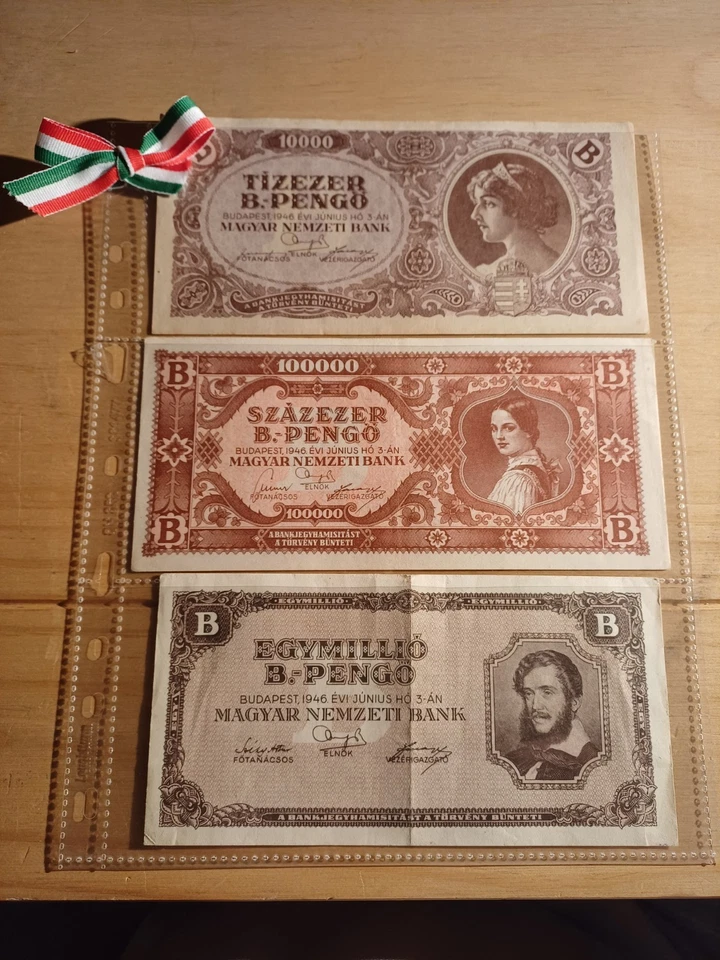 10000
B
B
TÍZEZER
B.-PENGŐ
BUDAPEST, 1946. ÉVI JÚNIUS HÓ 3-ÁN
MAGYAR NEMZETI BANK
FŐTANÁCSOS ELNÖK VEZÉRIGAZGATÓ
A BANKJEGYHAMISÍTÁST
A TÖRVÉNY BÜNTETI
B 100000 B
SZÁZEZER
B.-PENGŐ
BUDAPEST, 1946. ÉVI JÚNIUS HÓ 3-ÁN
MAGYAR NEMZETI BANK
FŐTANÁCSOS ELNÖK VEZÉRIGAZGATÓ
100000
B B
A BANKJEGYHAMISÍTÁST
A TÖRVÉNY BÜNTETI
EGYMILLIÓ EGYMILLIÓ
B B
EGYMILLIÓ
B.-PENGŐ
BUDAPEST, 1946. ÉVI JÚNIUS HÓ 3-ÁN
MAGYAR NEMZETI BANK
FŐTANÁCSOS ELNÖK VEZÉRIGAZGATÓ
A BANKJEGYHAMISÍTÁST A TÖRVÉNY BÜNTETI